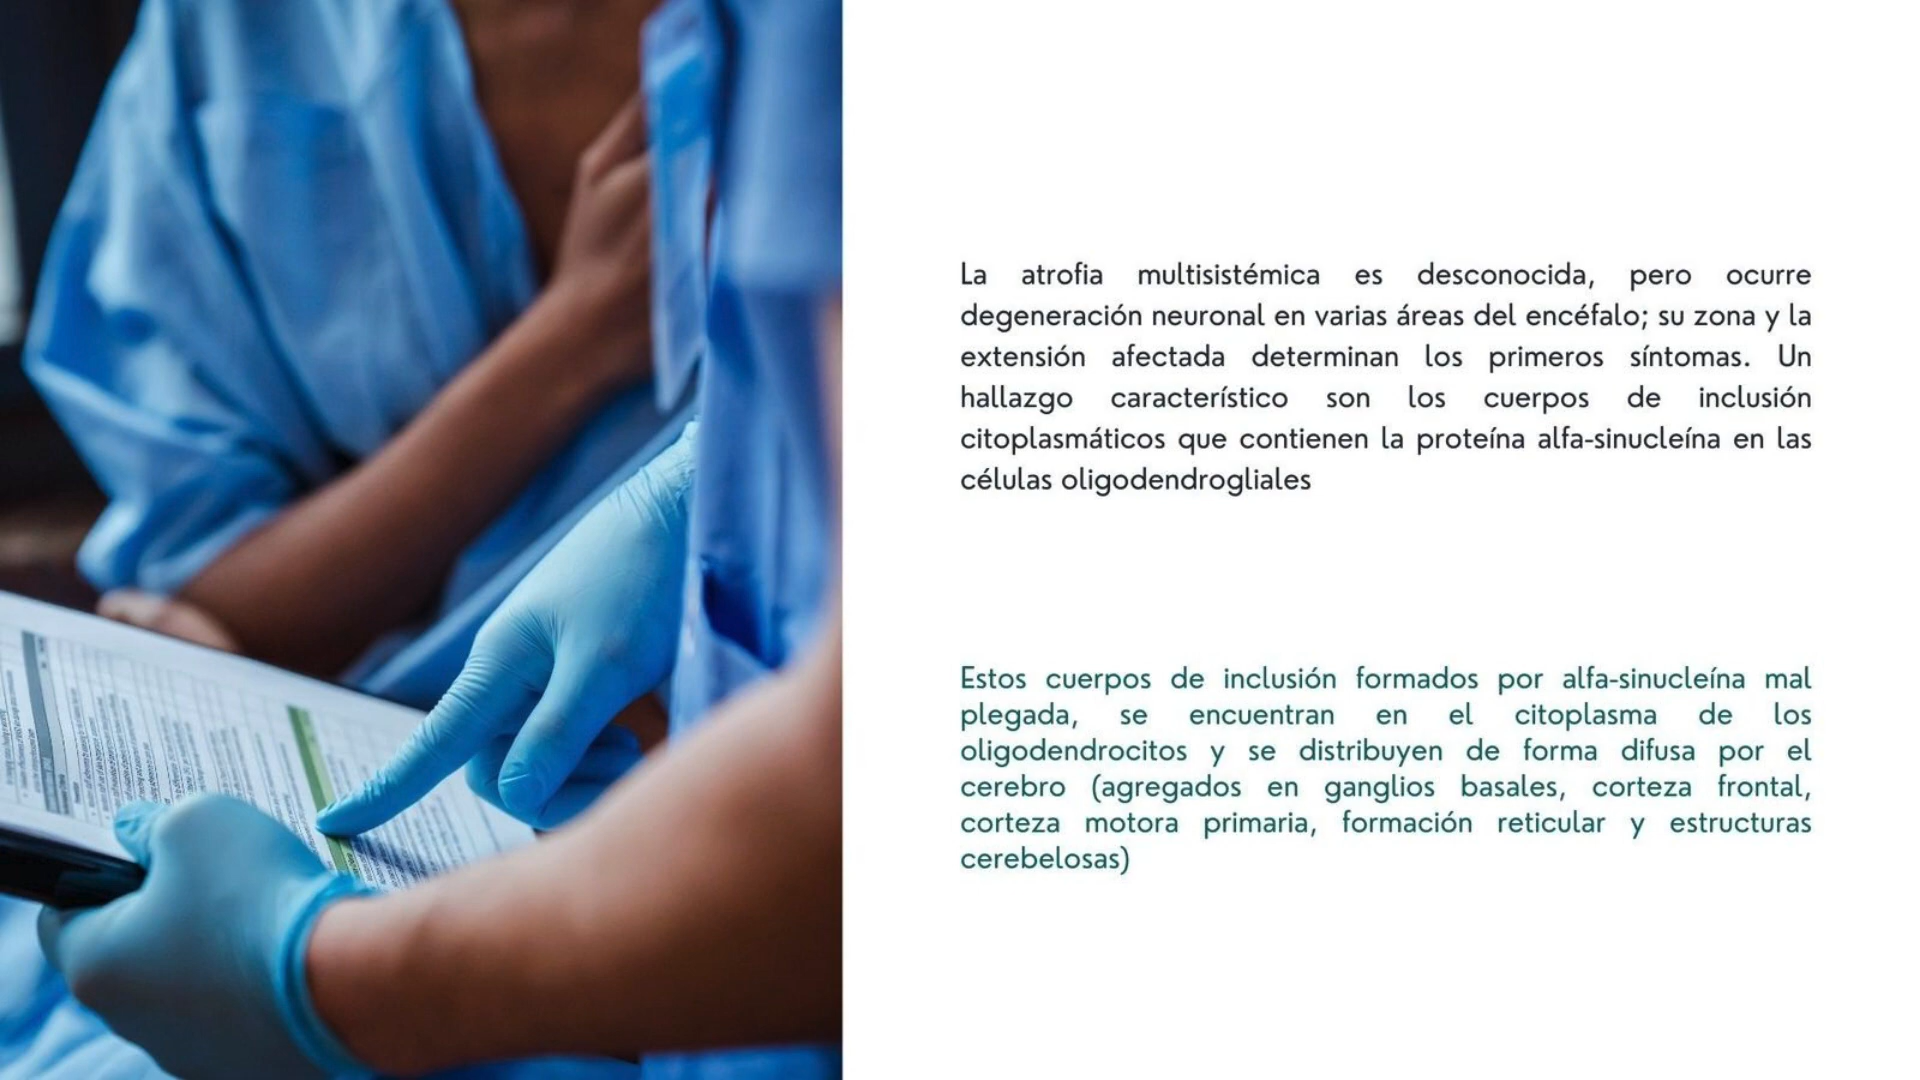 La atrofia multisistémica es desconocida, pero ocurre
degeneración neuronal en varias áreas del encéfalo; su zona y la
extensión afectada determinan los primeros síntomas. Un
hallazgo característico son los cuerpos de inclusión
citoplasmáticos que contienen la proteína alfa-sinucleína en las
células oligodendrogliales
Estos cuerpos de inclusión formados por alfa-sinucleína mal
plegada, se encuentran en el citoplasma de los
oligodendrocitos y se distribuyen de forma difusa por el
cerebro (agregados en ganglios basales, corteza frontal,
corteza motora primaria, formación reticular y estructuras
cerebelosas)